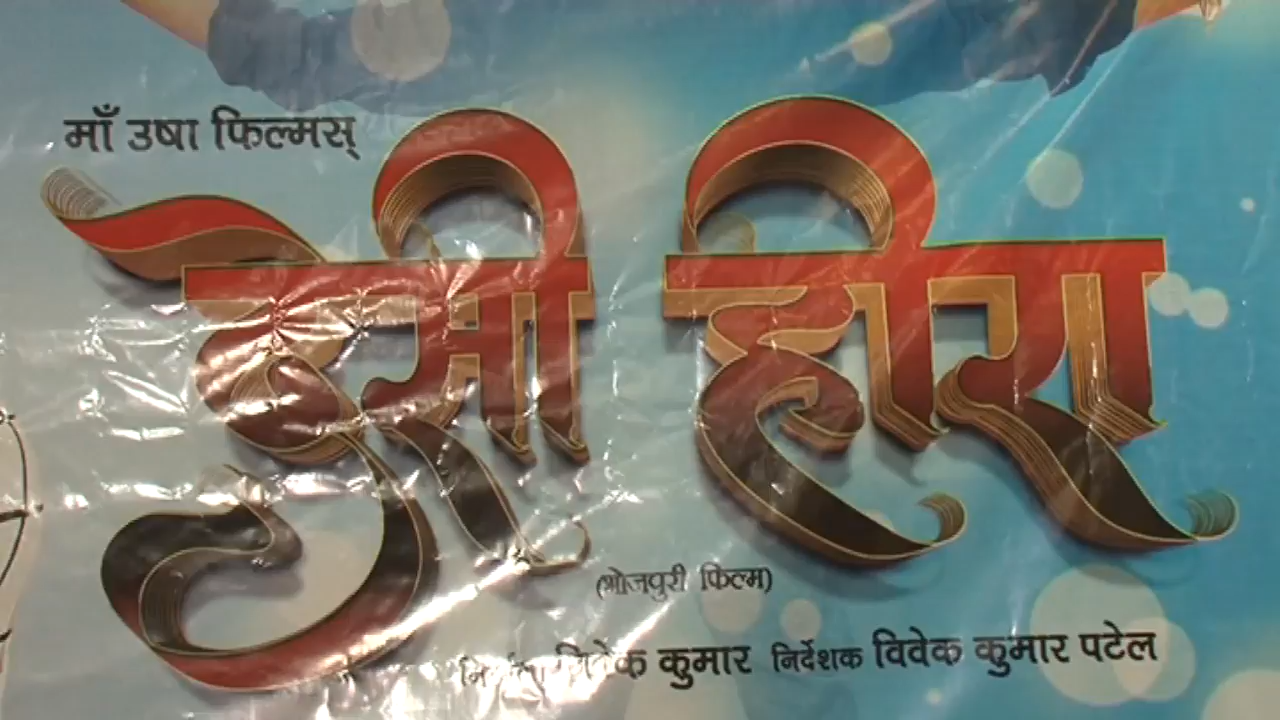 माँ उषा फिल्मस्
देसी हीरा
(भोजपुरी फिल्म)
निर्माता विवेक कुमार निर्देशक विवेक कुमार पटेल